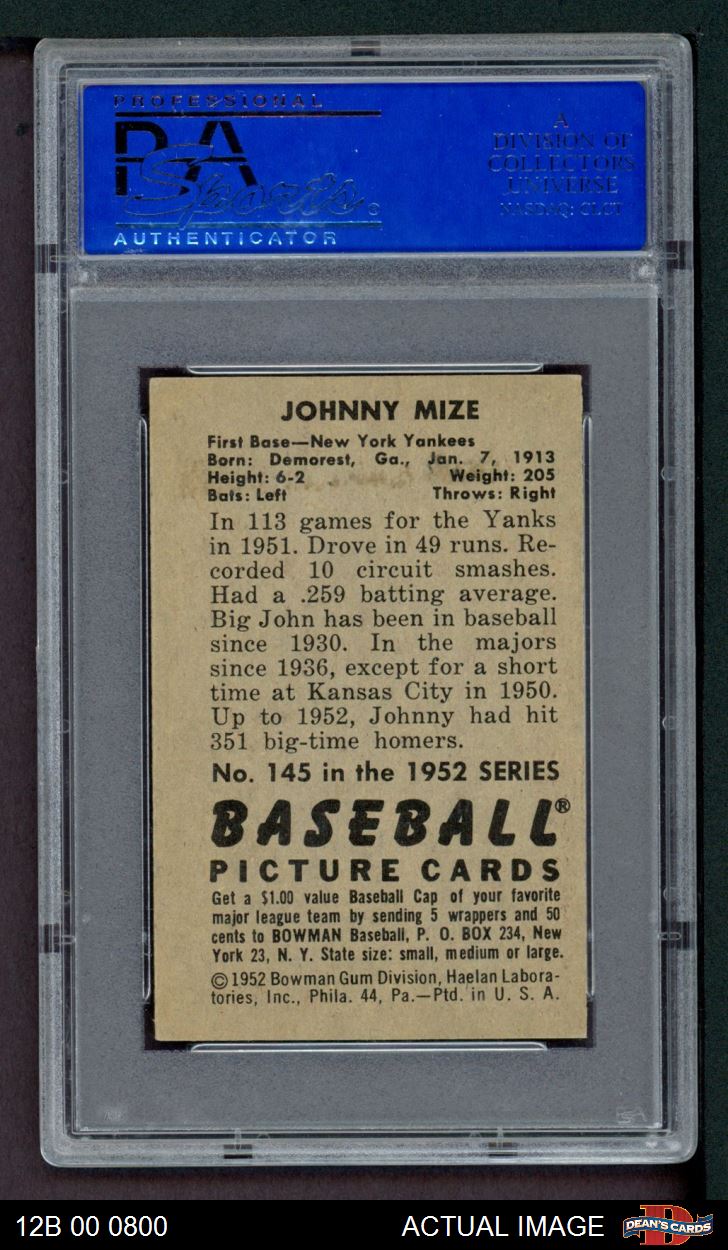 PROFESSIONAL
PSA
Sports
AUTHENTICATOR
A
DIVISION OF
COLLECTORS
UNIVERSE
NASDAQ: CLCT
JOHNNY MIZE
First Base—New York Yankees
Born: Demorest, Ga., Jan. 7, 1913
Height: 6-2 Weight: 205
Bats: Left Throws: Right
In 113 games for the Yanks
in 1951. Drove in 49 runs. Re-
corded 10 circuit smashes.
Had a .259 batting average.
Big John has been in baseball
since 1930. In the majors
since 1936, except for a short
time at Kansas City in 1950.
Up to 1952, Johnny had hit
351 big-time homers.
No. 145 in the 1952 SERIES
BASEBALL®
PICTURE CARDS
Get a $1.00 value Baseball Cap of your favorite
major league team by sending 5 wrappers and 50
cents to BOWMAN Baseball, P. O. BOX 234, New
York 23, N. Y. State size: small, medium or large.
© 1952 Bowman Gum Division, Haelan Labora-
tories, Inc., Phila. 44, Pa.—Ptd. in U. S. A.
12B 00 0800 ACTUAL IMAGE DEAN'S CARDS